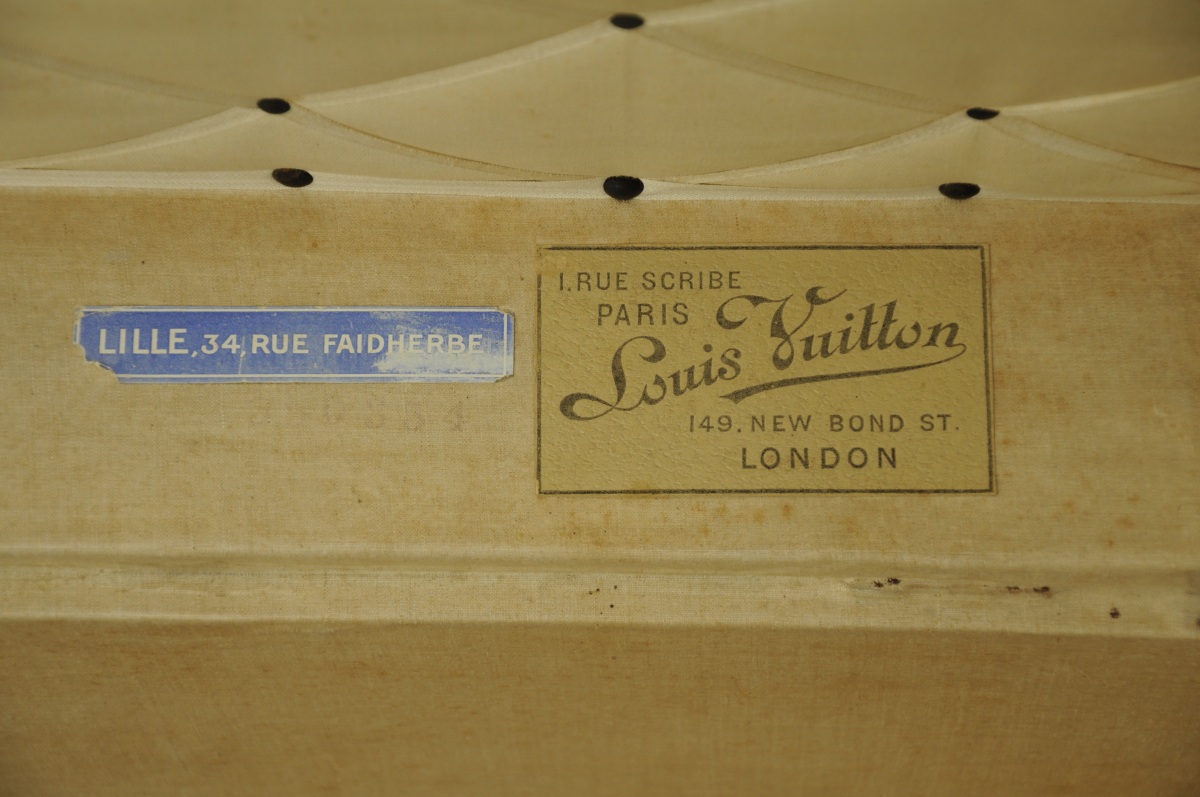 LILLE, 34, RUE FAIDHERBE
1. RUE SCRIBE
PARIS
Louis Vuitton
149. NEW BOND ST.
LONDON